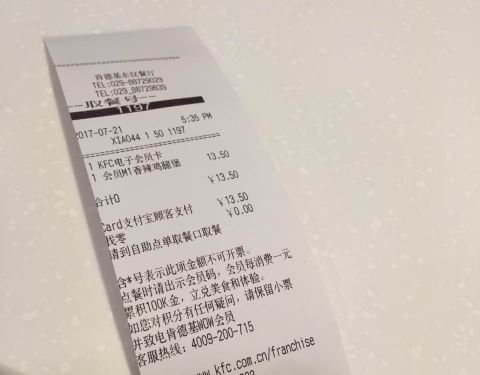 肯德基东仪餐厅
TEL:029-88729029
TEL:029_88729639
--取餐号--
1197
2017-07-21 5:35 PM
XIA044 1 50 1197
1 KFC电子会员卡
1 会员M1香辣鸡腿堡 13.50
合计0 ￥13.50
Card支付宝顾客支付 ￥13.50
找零 ￥0.00
请到自助点单取餐口取餐
含*号表示此项金额不可开票。
点餐时请出示会员码，会员每消费一元
累积100K金，立兑美食和体验。
如您对积分有任何疑问，请保留小票
并致电肯德基WOW会员
客服热线：4009-200-715
www.kfc.com.cn/franchise